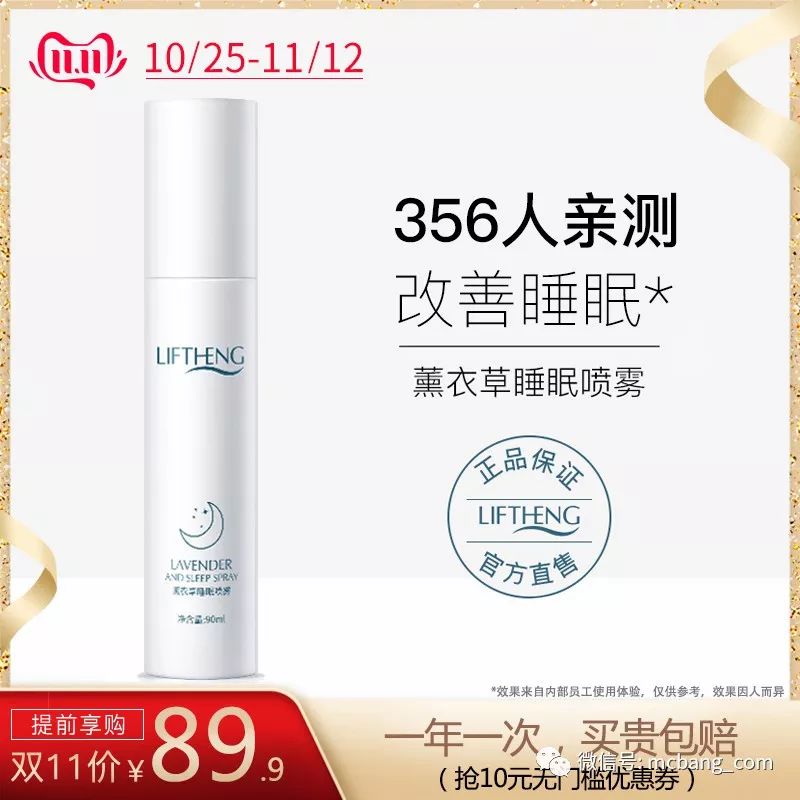 11.11 10/25-11/12
356人亲测
改善睡眠*
薰衣草睡眠喷雾
正品保证
LIFTHENG
官方直售
LIFTHENG
LAVENDER
AND SLEEP SPRAY
薰衣草睡眠喷雾
净含量:90ml
*效果来自内部员工使用体验，仅供参考，效果因人而异
提前享购
双11价¥89.9
一年一次，买贵包赔
(抢10元无门槛优惠券)
微信号: mcbang_com